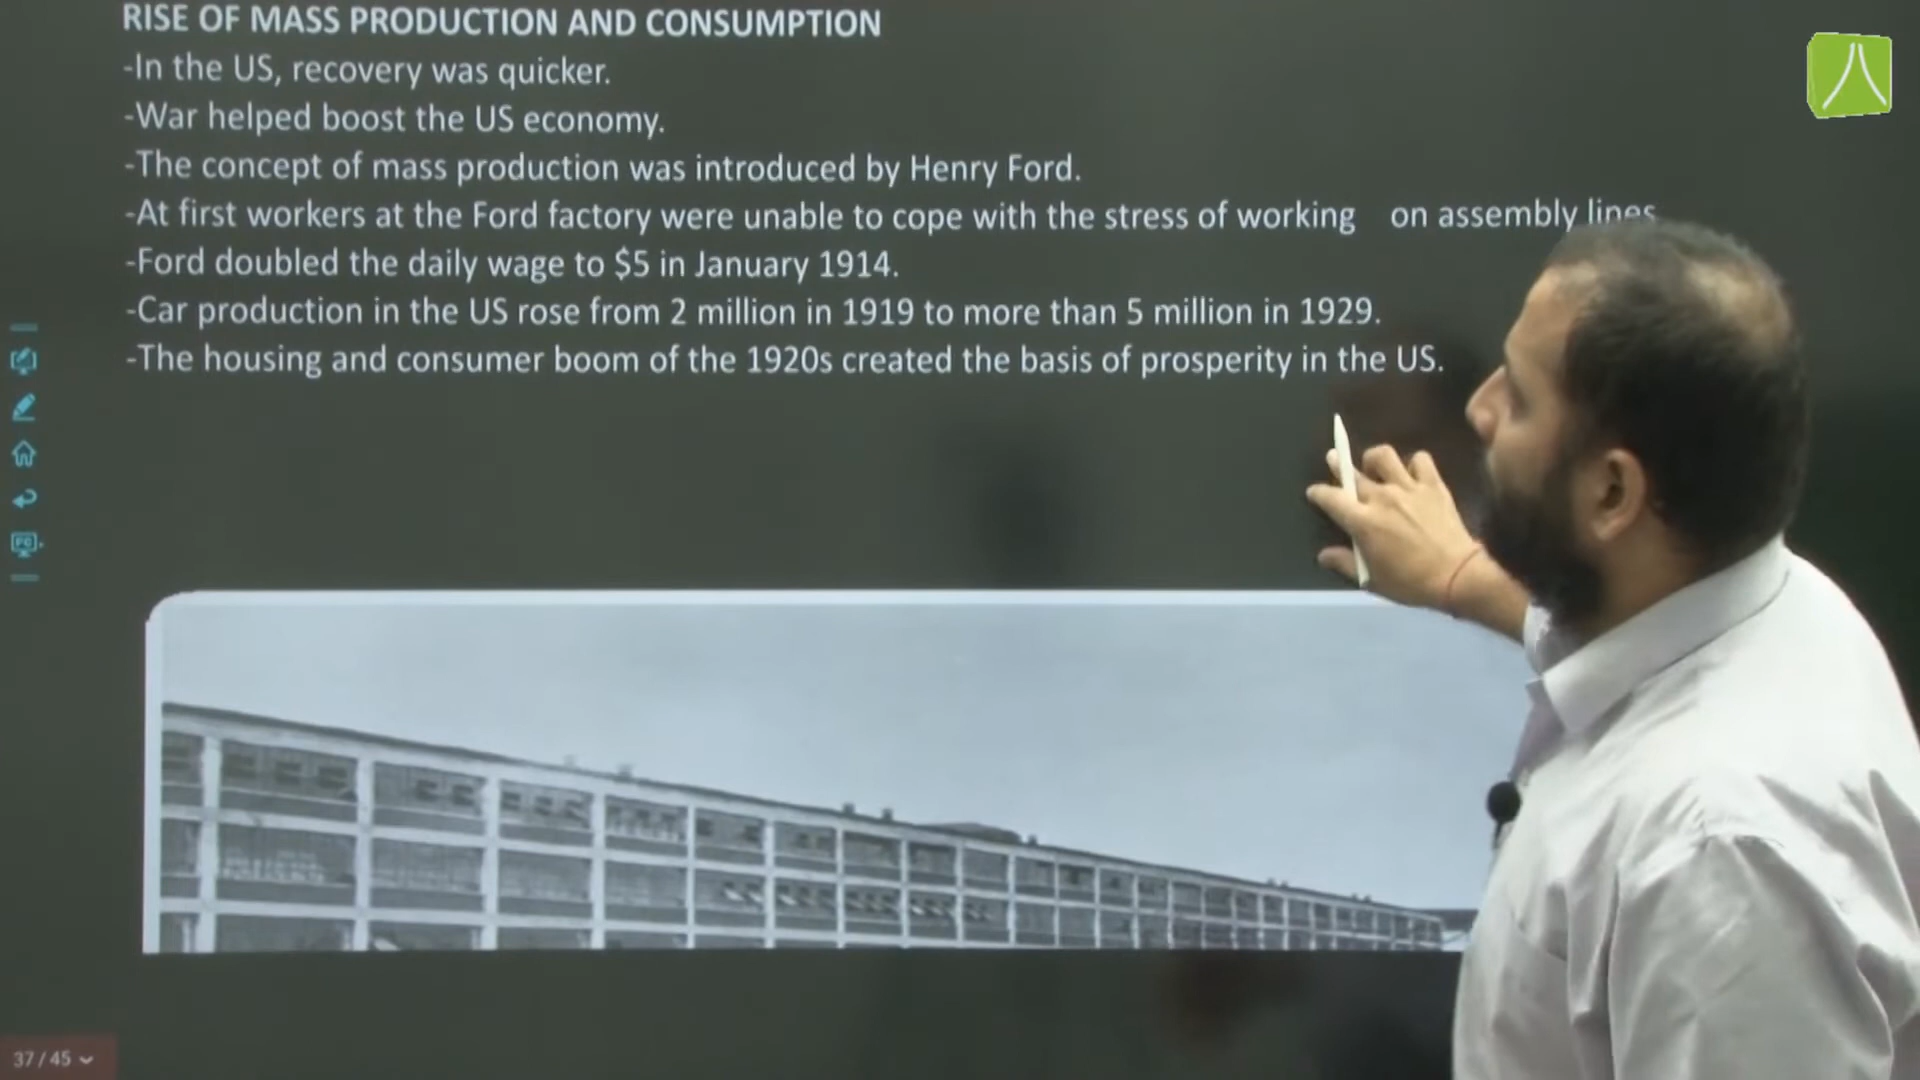 RISE OF MASS PRODUCTION AND CONSUMPTION
-In the US, recovery was quicker.
-War helped boost the US economy.
-The concept of mass production was introduced by Henry Ford.
-At first workers at the Ford factory were unable to cope with the stress of working on assembly lines
-Ford doubled the daily wage to $5 in January 1914.
-Car production in the US rose from 2 million in 1919 to more than 5 million in 1929.
-The housing and consumer boom of the 1920s created the basis of prosperity in the US.
PC
37 / 45